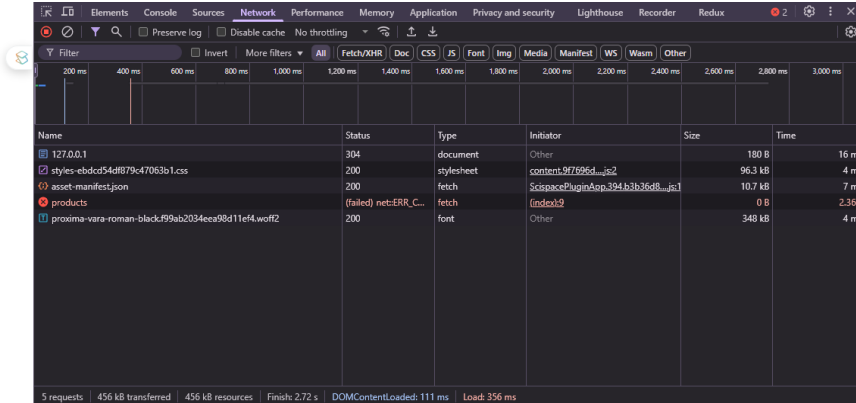 Elements Console Sources Network Performance Memory Application Privacy and security Lighthouse Recorder Redux 2
Preserve log Disable cache No throttling
Filter Invert More filters All Fetch/XHR Doc CSS JS Font Img Media Manifest WS Wasm Other
200 ms 400 ms 600 ms 800 ms 1,000 ms 1,200 ms 1,400 ms 1,600 ms 1,800 ms 2,000 ms 2,200 ms 2,400 ms 2,600 ms 2,800 ms 3,000 ms
Name Status Type Initiator Size Time
127.0.0.1 304 document Other 180 B 16 m
styles-ebdcd54df879c47063b1.css 200 stylesheet content.9f7696d....js:2 96.3 kB 4 m
asset-manifest.json 200 fetch ScispacePluginApp.394.b3b36d8....js:1 10.7 kB 7 m
products (failed) net::ERR_C... fetch (index):9 0 B 2.36
proxima-vara-roman-black.f99ab2034eea98d11ef4.woff2 200 font Other 348 kB 4 m
5 requests 456 kB transferred 456 kB resources Finish: 2.72 s DOMContentLoaded: 111 ms Load: 356 ms